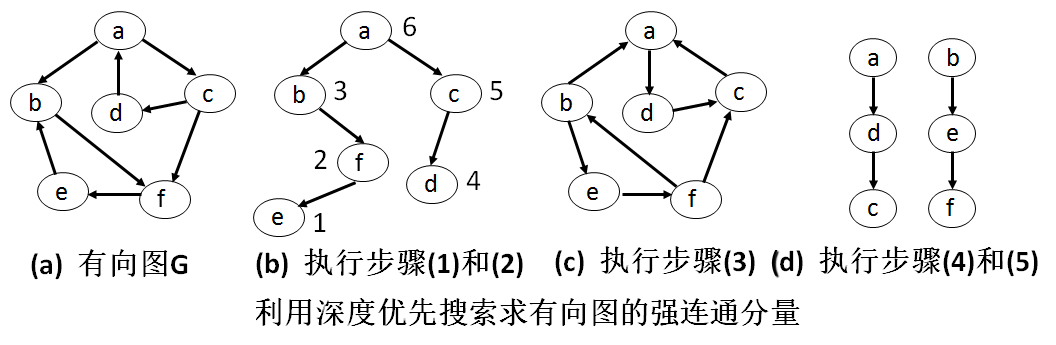 a
b
c
d
e
f
a 6
b 3
c 5
2 f
d 4
e 1
a
b
c
d
e
f
a b
d e
c f
(a) 有向图G (b) 执行步骤(1)和(2) (c) 执行步骤(3) (d) 执行步骤(4)和(5)
利用深度优先搜索求有向图的强连通分量